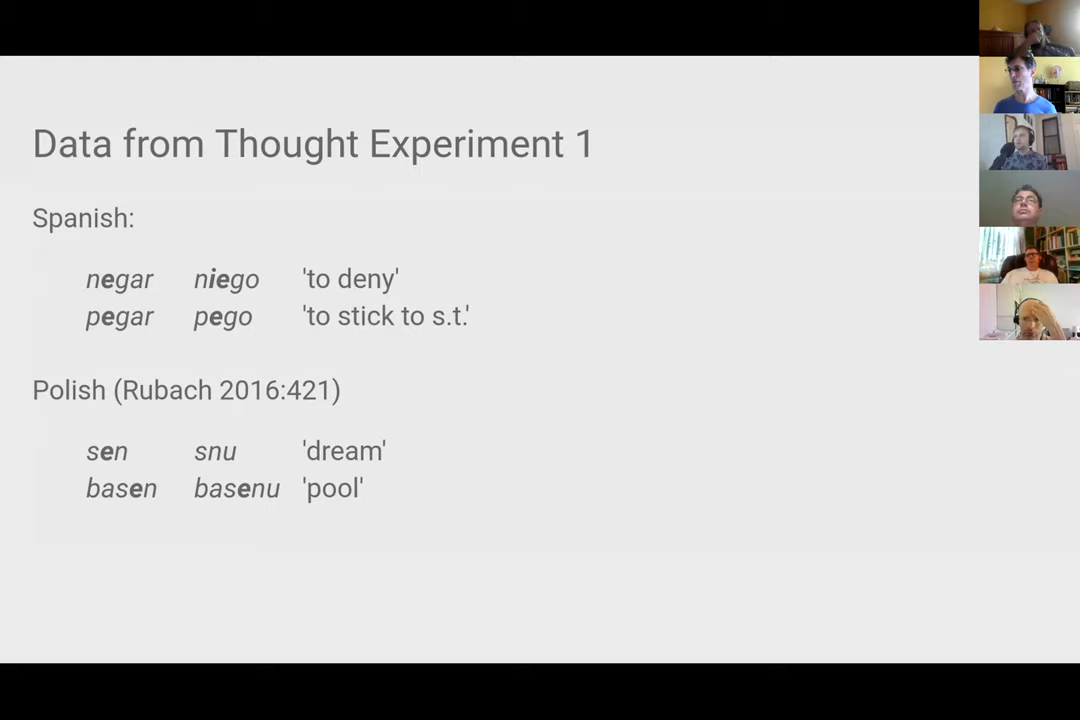 Data from Thought Experiment 1
Spanish:
negar niego 'to deny'
pegar pego 'to stick to s.t.'
Polish (Rubach 2016:421)
sen snu 'dream'
basen basenu 'pool'